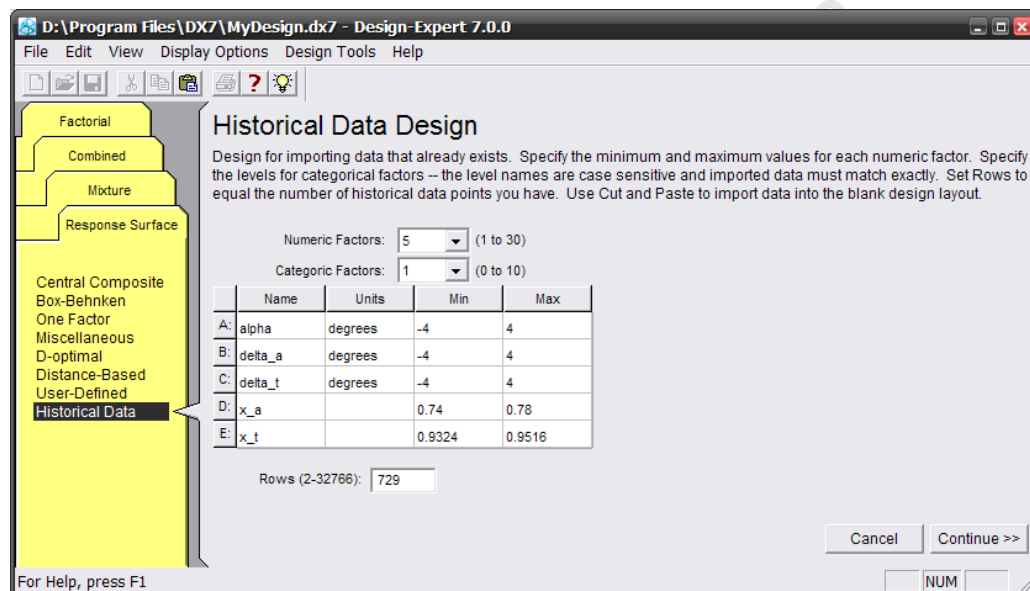 D:\Program Files\DX7\MyDesign.dx7 - Design-Expert 7.0.0
File Edit View Display Options Design Tools Help
Factorial
Combined
Mixture
Response Surface
Central Composite
Box-Behnken
One Factor
Miscellaneous
D-optimal
Distance-Based
User-Defined
Historical Data
Historical Data Design
Design for importing data that already exists. Specify the minimum and maximum values for each numeric factor. Specify
the levels for categorical factors -- the level names are case sensitive and imported data must match exactly. Set Rows to
equal the number of historical data points you have. Use Cut and Paste to import data into the blank design layout.
Numeric Factors: 5 (1 to 30)
Categoric Factors: 1 (0 to 10)
Name Units Min Max
A: alpha degrees -4 4
B: delta_a degrees -4 4
C: delta_t degrees -4 4
D: x_a 0.74 0.78
E: x_t 0.9324 0.9516
Rows (2-32766): 729
Cancel Continue >>
For Help, press F1 NUM